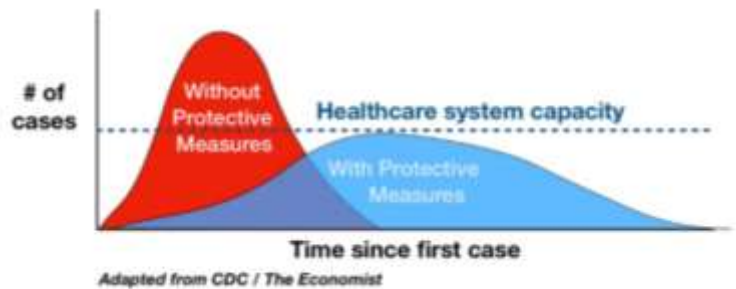 # of
cases
Without
Protective
Measures
Healthcare system capacity
With Protective
Measures
Time since first case
Adapted from CDC / The Economist